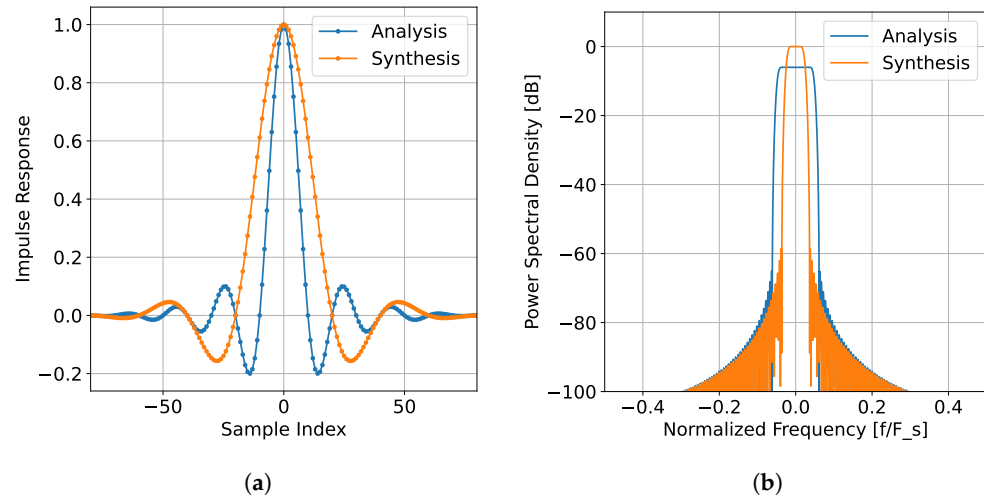 1.0
0.8
0.6
0.4
0.2
0.0
−0.2
−50
0
50
Impulse Response
Sample Index
Analysis
Synthesis
(a)
0
−20
−40
−60
−80
−100
−0.4
−0.2
0.0
0.2
0.4
Power Spectral Density [dB]
Normalized Frequency [f/F_s]
Analysis
Synthesis
(b)